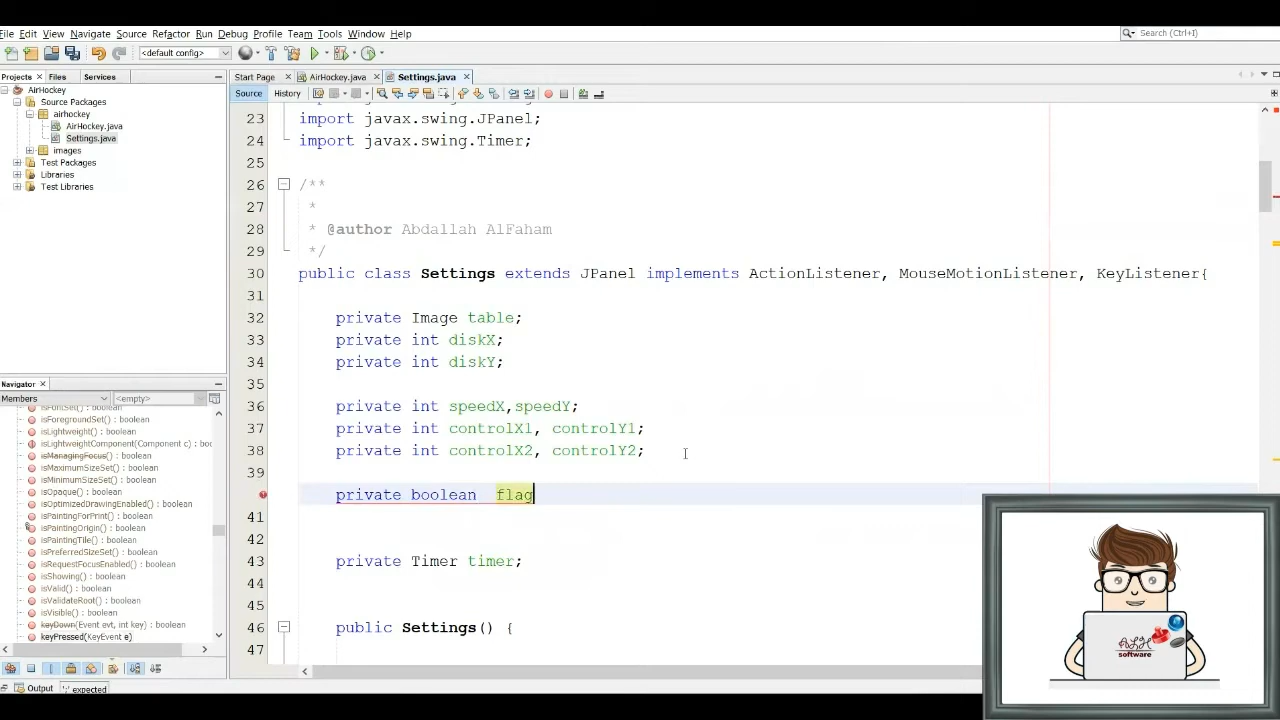 File Edit View Navigate Source Refactor Run Debug Profile Team Tools Window Help
Search (Ctrl+I)
<default config>
Projects Files Services
Start Page AirHockey.java Settings.java
AirHockey
Source Packages
airhockey
AirHockey.java
Settings.java
images
Test Packages
Libraries
Test Libraries
Source History
23 import javax.swing.JPanel;
24 import javax.swing.Timer;
25
26 /**
27 *
28 * @author Abdallah AlFaham
29 */
30 public class Settings extends JPanel implements ActionListener, MouseMotionListener, KeyListener{
31
32 private Image table;
33 private int diskX;
34 private int diskY;
35
36 private int speedX,speedY;
37 private int controlX1, controlY1;
38 private int controlX2, controlY2;
39
private boolean flag
41
42
43 private Timer timer;
44
45
46 public Settings() {
47
Navigator
Members <empty>
isFontSet() : boolean
isForegroundSet() : boolean
isLightweight() : boolean
isLightweightComponent(Component c) : boo
isManagingFocus() : boolean
isMaximumSizeSet() : boolean
isMinimumSizeSet() : boolean
isOpaque() : boolean
isOptimizedDrawingEnabled() : boolean
isPaintingForPrint() : boolean
isPaintingOrigin() : boolean
isPaintingTile() : boolean
isPreferredSizeSet() : boolean
isRequestFocusEnabled() : boolean
isShowing() : boolean
isValid() : boolean
isValidateRoot() : boolean
isVisible() : boolean
keyDown(Event evt, int key) : boolean
keyPressed(KeyEvent e)
Output
';' expected
software